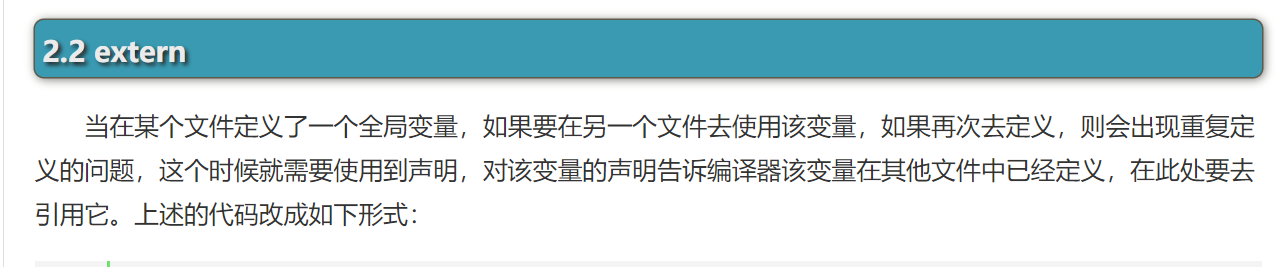 2.2 extern
当在某个文件定义了一个全局变量，如果要在另一个文件去使用该变量，如果再次去定义，则会出现重复定
义的问题，这个时候就需要使用到声明，对该变量的声明告诉编译器该变量在其他文件中已经定义，在此处要去
引用它。上述的代码改成如下形式：